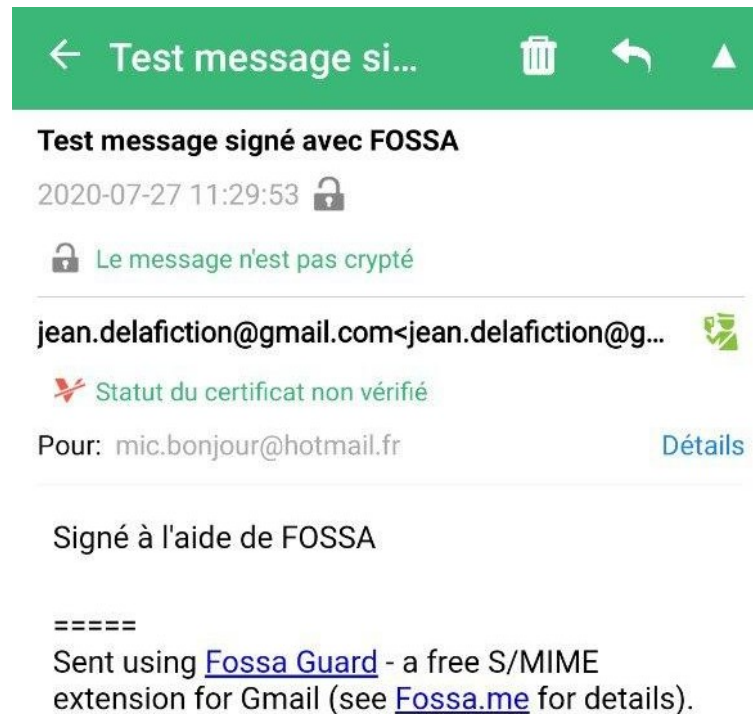 Test message si...
Test message signé avec FOSSA
2020-07-27 11:29:53
Le message n'est pas crypté
jean.delafiction@gmail.com<jean.delafiction@g...
Statut du certificat non vérifié
Pour: mic.bonjour@hotmail.fr Détails
Signé à l'aide de FOSSA
=====
Sent using Fossa Guard - a free S/MIME
extension for Gmail (see Fossa.me for details).